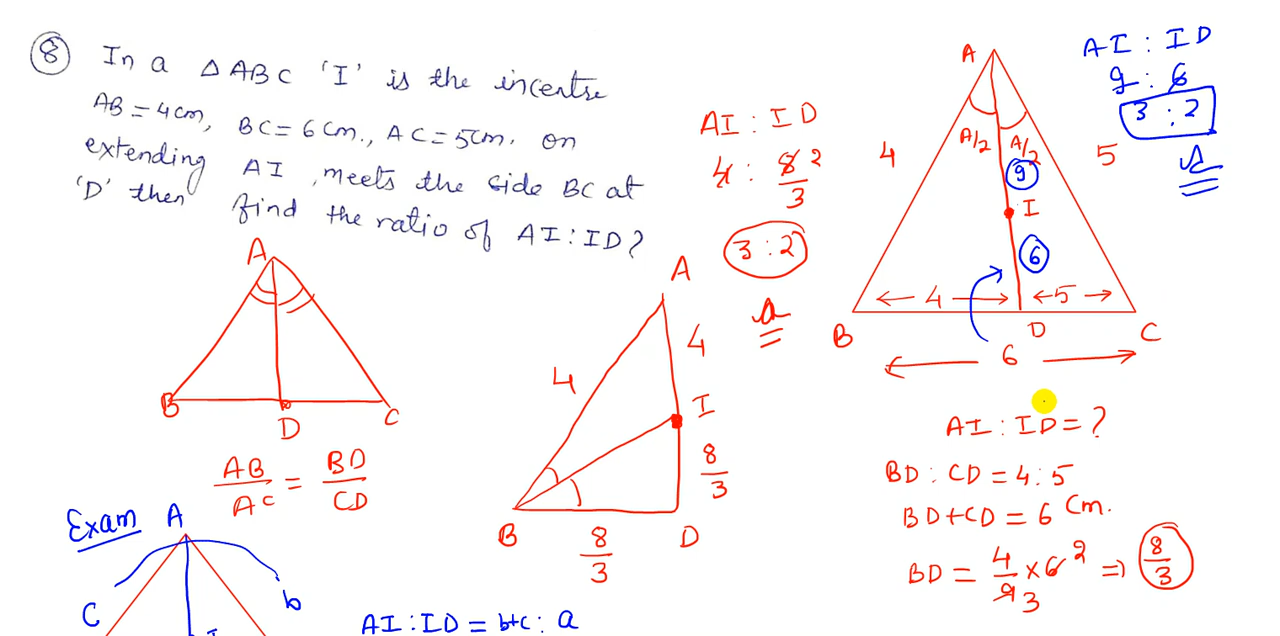 8 In a △ABC 'I' is the incentre
AB = 4cm, BC = 6cm., AC = 5cm. on
extending AI, meets the side BC at
'D' then find the ratio of AI:ID?
A
B
D
C
AB/AC = BD/CD
Exam
A
C
b
I
AI : ID = b+c : a
AI : ID
4 : 8/3 2
3 : 2
A
4
4
I
8/3
B
8/3
D
A
4
A/2
A/2
5
9
I
6
4
5
B
D
C
6
AI : ID
9 : 6
3 : 2
AI : ID = ?
BD : CD = 4 : 5
BD+CD = 6 cm.
BD = 4/9 × 6 2 ⇒ 8/3
3